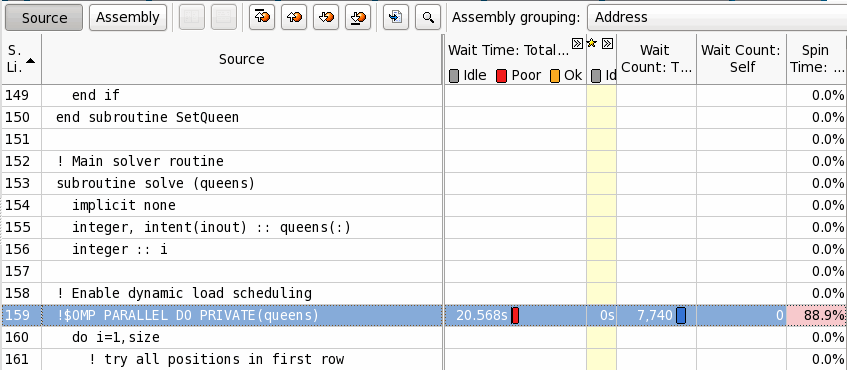 Source Assembly Assembly grouping: Address
S. Li. Source Wait Time: Total... Idle Poor Ok Id Wait Count: T... Wait Count: Self Spin Time: ...
149 end if 0.0%
150 end subroutine SetQueen 0.0%
151 0.0%
152 ! Main solver routine 0.0%
153 subroutine solve (queens) 0.0%
154 implicit none 0.0%
155 integer, intent(inout) :: queens(:) 0.0%
156 integer :: i 0.0%
157 0.0%
158 ! Enable dynamic load scheduling 0.0%
159 !$OMP PARALLEL DO PRIVATE(queens) 20.568s 0s 7,740 0 88.9%
160 do i=1,size 0.0%
161 ! try all positions in first row 0.0%